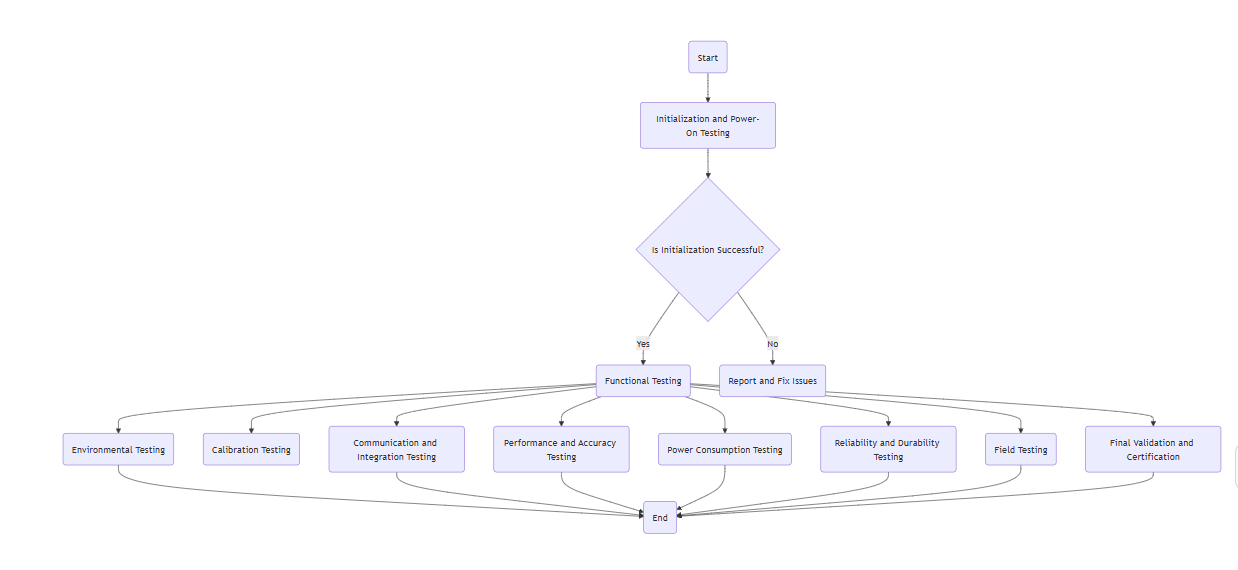 Start
Initialization and Power-
On Testing
Is Initialization Successful?
Yes
No
Functional Testing
Report and Fix Issues
Environmental Testing
Calibration Testing
Communication and
Integration Testing
Performance and Accuracy
Testing
Power Consumption Testing
Reliability and Durability
Testing
Field Testing
Final Validation and
Certification
End